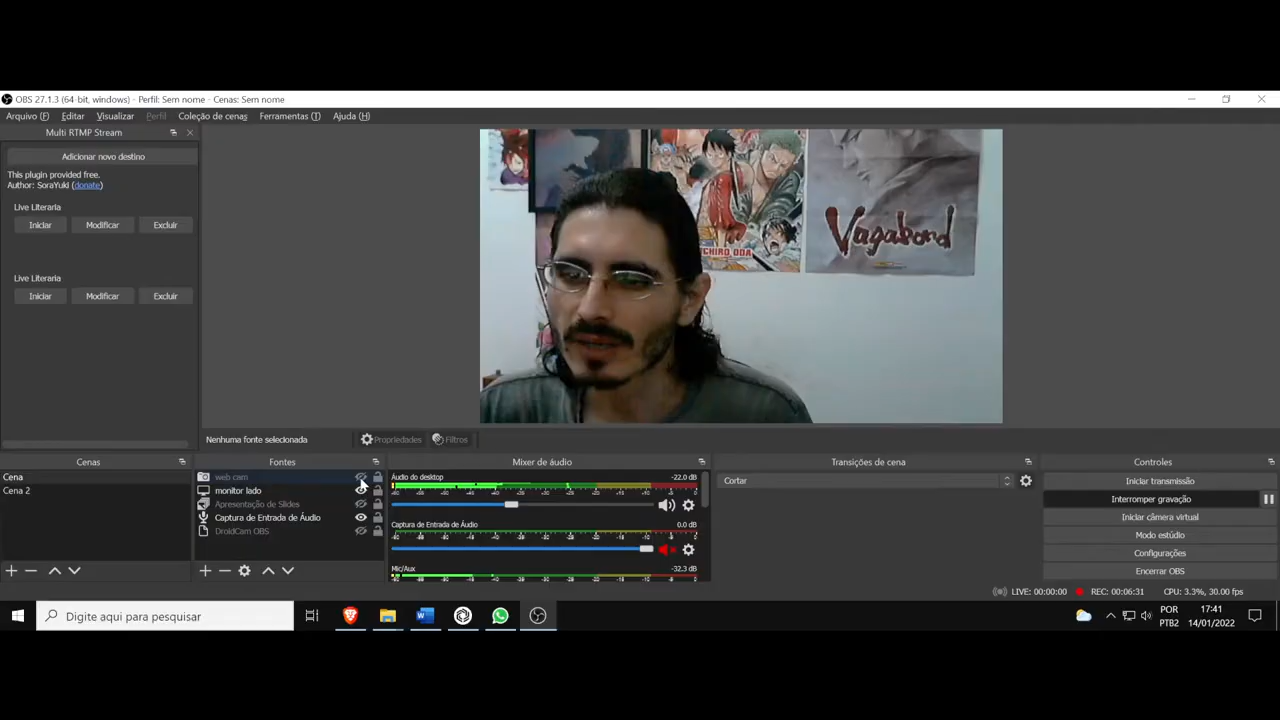 OBS 27.1.3 (64-bit, windows) - Perfil: Sem nome - Cenas: Sem nome
Arquivo (F) Editar Visualizar Perfil Coleção de cenas Ferramentas (T) Ajuda (H)
Multi RTMP Stream
Adicionar novo destino
This plugin provided free.
Author: SoraYuki (donate)
Live Literaria
Iniciar Modificar Excluir
Live Literaria
Iniciar Modificar Excluir
Vagabond
Nenhuma fonte selecionada Propriedades Filtros
Cenas
Cena
Cena 2
Fontes
web cam
monitor lado
Apresentação de Slides
Captura de Entrada de Áudio
DroidCam OBS
Mixer de áudio
Áudio do desktop -22.0 dB
Captura de Entrada de Áudio 0.0 dB
Mic/Aux -32.3 dB
Transições de cena
Cortar
Controles
Iniciar transmissão
Interromper gravação
Iniciar câmera virtual
Modo estúdio
Configurações
Encerrar OBS
LIVE: 00:00:00 REC: 00:06:31 CPU: 3.3%, 30.00 fps
Digite aqui para pesquisar
POR
PTB2
17:41
14/01/2022